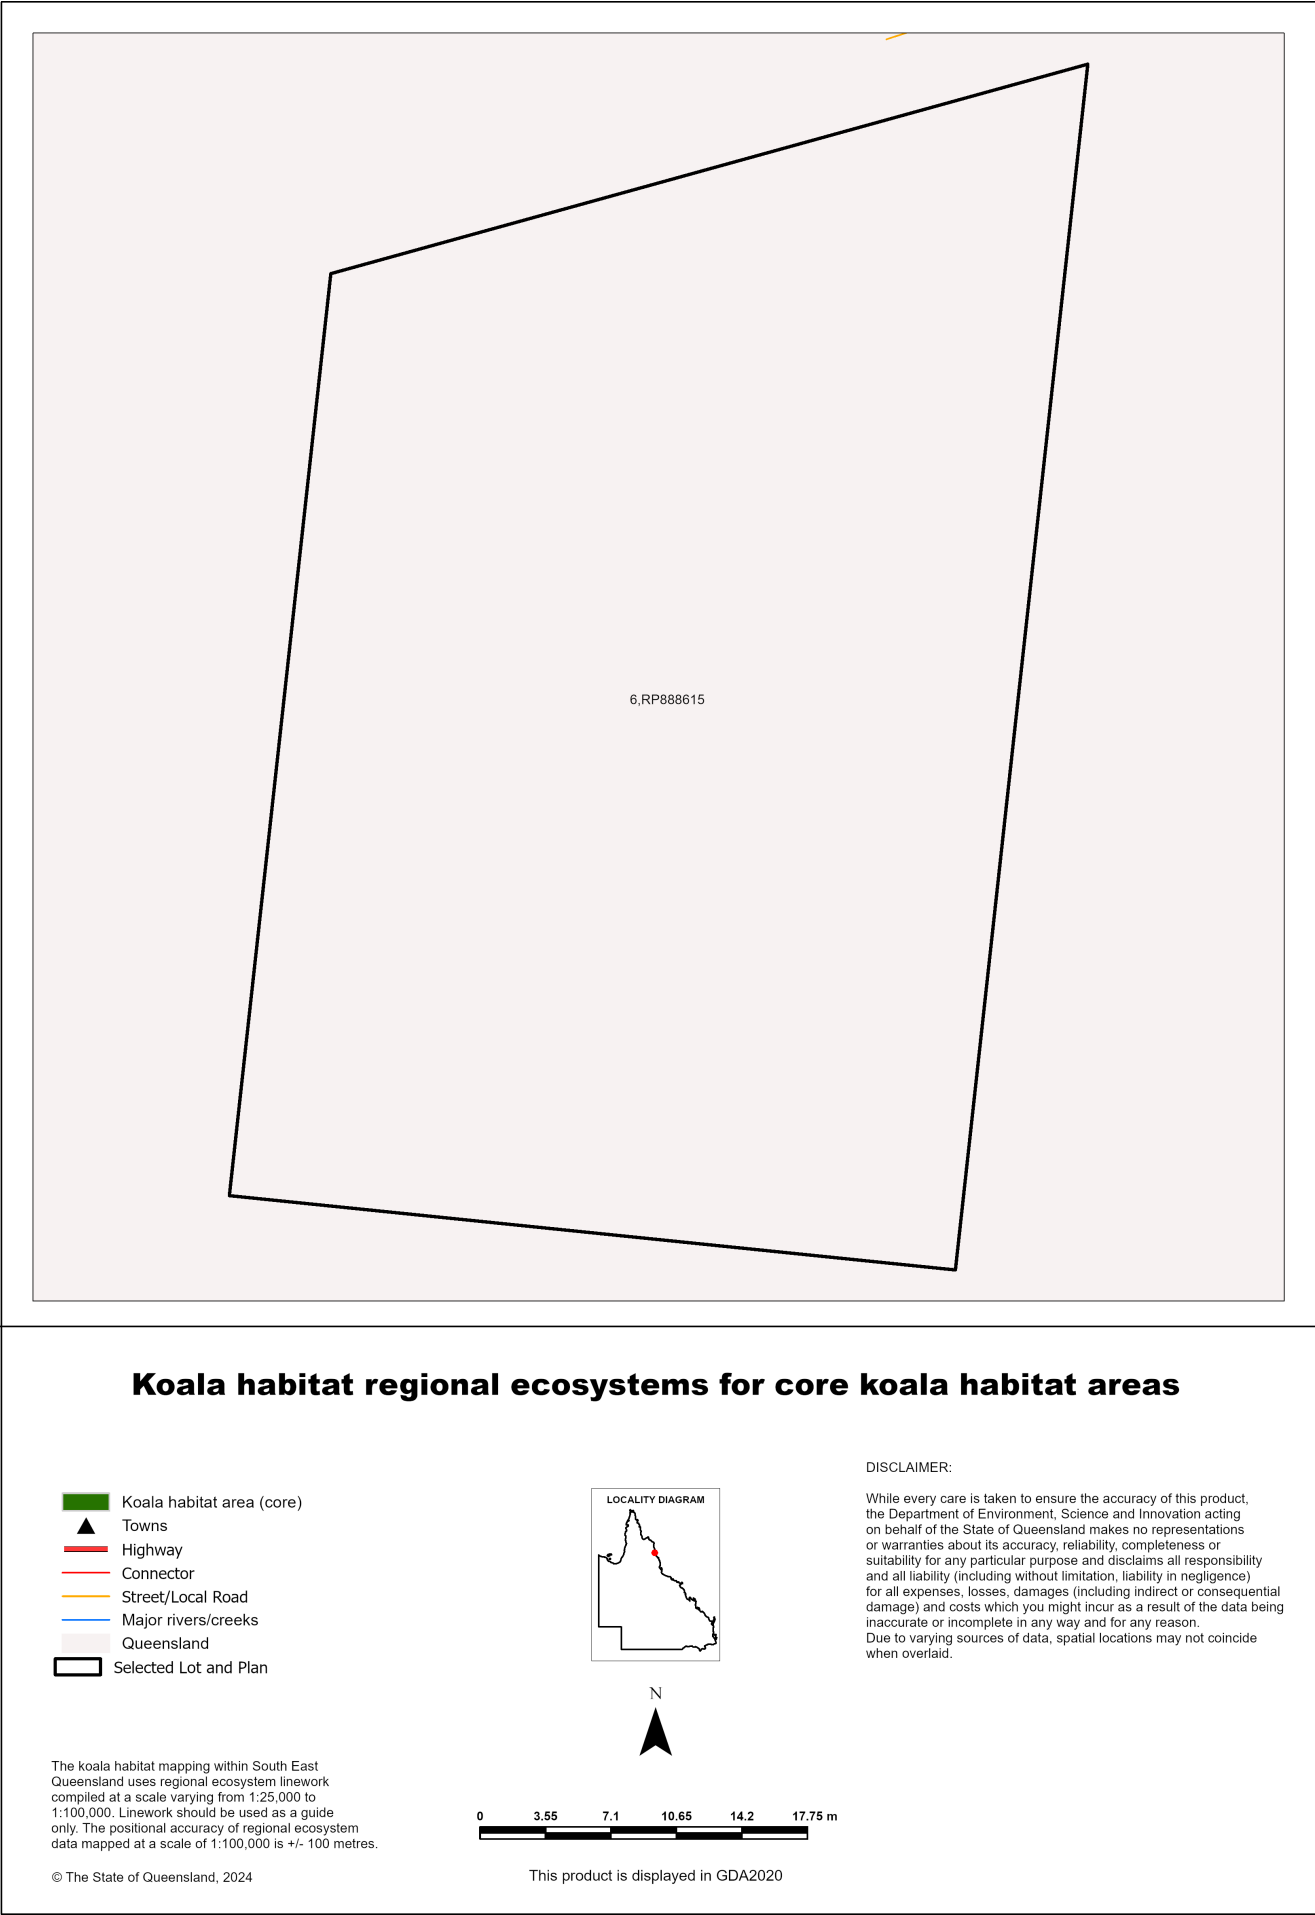 6,RP888615
Koala habitat regional ecosystems for core koala habitat areas
Koala habitat area (core)
Towns
Highway
Connector
Street/Local Road
Major rivers/creeks
Queensland
Selected Lot and Plan
The koala habitat mapping within South East
Queensland uses regional ecosystem linework
compiled at a scale varying from 1:25,000 to
1:100,000. Linework should be used as a guide
only. The positional accuracy of regional ecosystem
data mapped at a scale of 1:100,000 is +/- 100 metres.
© The State of Queensland, 2024
LOCALITY DIAGRAM
N
0 3.55 7.1 10.65 14.2 17.75 m
This product is displayed in GDA2020
DISCLAIMER:
While every care is taken to ensure the accuracy of this product,
the Department of Environment, Science and Innovation acting
on behalf of the State of Queensland makes no representations
or warranties about its accuracy, reliability, completeness or
suitability for any particular purpose and disclaims all responsibility
and all liability (including without limitation, liability in negligence)
for all expenses, losses, damages (including indirect or consequential
damage) and costs which you might incur as a result of the data being
inaccurate or incomplete in any way and for any reason.
Due to varying sources of data, spatial locations may not coincide
when overlaid.